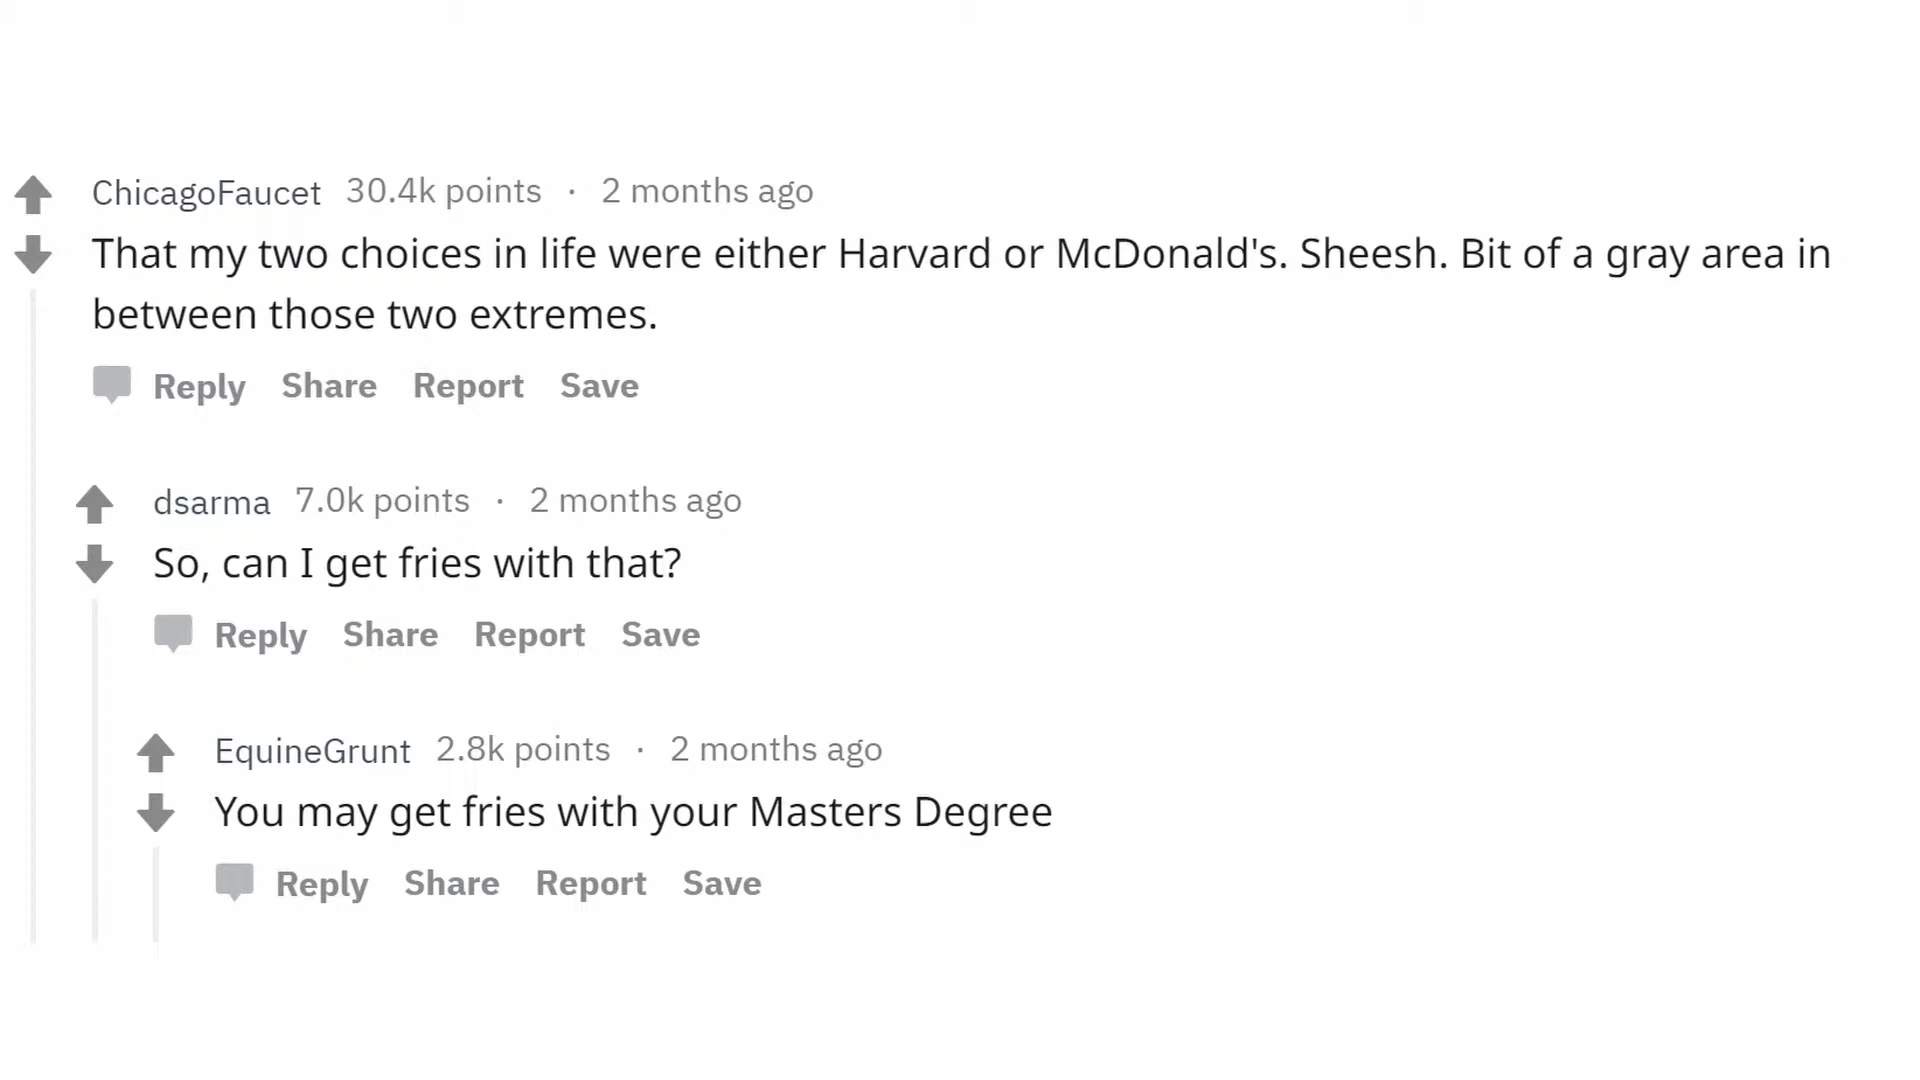 ChicagoFaucet 30.4k points · 2 months ago
That my two choices in life were either Harvard or McDonald's. Sheesh. Bit of a gray area in
between those two extremes.
Reply Share Report Save
dsarma 7.0k points · 2 months ago
So, can I get fries with that?
Reply Share Report Save
EquineGrunt 2.8k points · 2 months ago
You may get fries with your Masters Degree
Reply Share Report Save